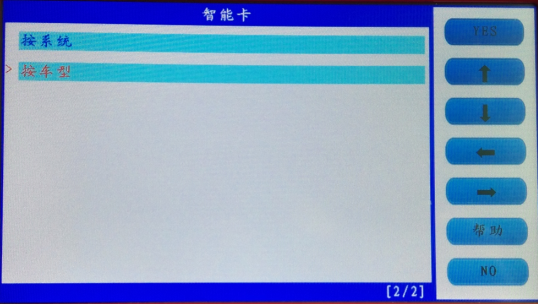 智能卡
按系统
> 按车型
[2/2]
YES
↑
↓
←
→
帮助
NO